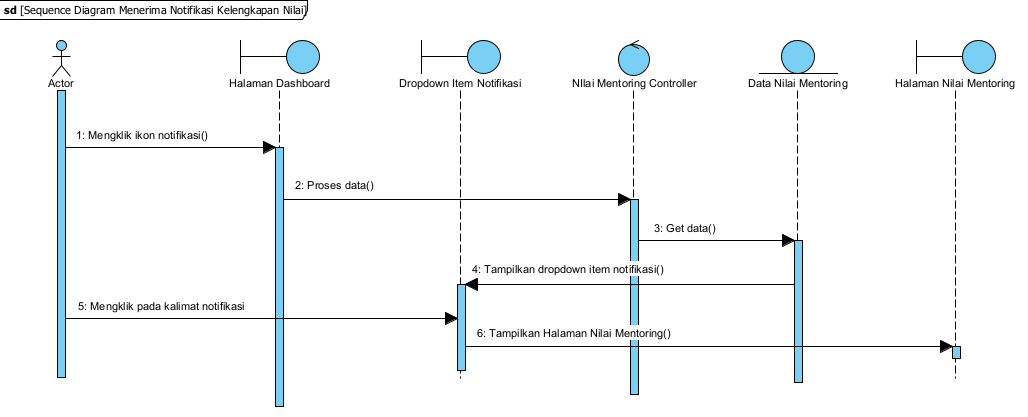 sd [Sequence Diagram Menerima Notifikasi Kelengkapan Nilai]
Actor
Halaman Dashboard
Dropdown Item Notifikasi
NIlai Mentoring Controller
Data Nilai Mentoring
Halaman Nilai Mentoring
1: Mengklik ikon notifikasi()
2: Proses data()
3: Get data()
4: Tampilkan dropdown item notifikasi()
5: Mengklik pada kalimat notifikasi
6: Tampilkan Halaman Nilai Mentoring()